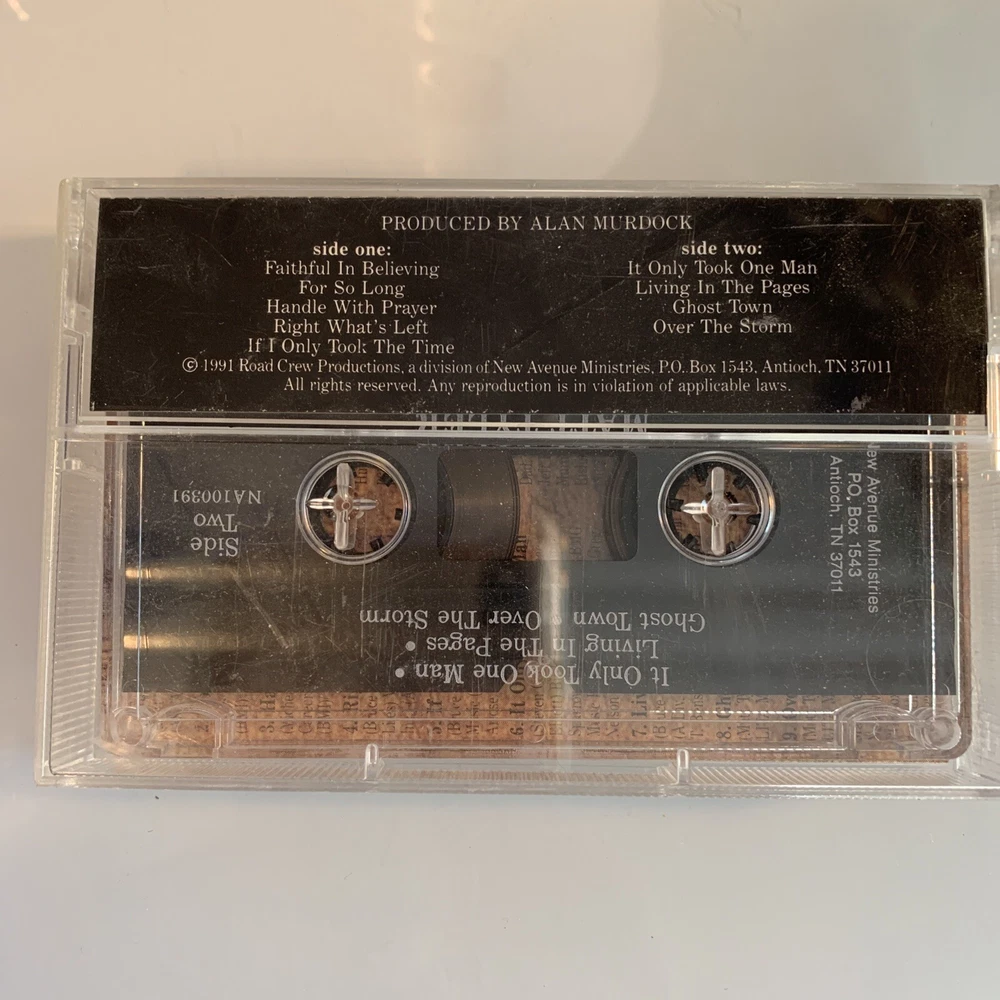 PRODUCED BY ALAN MURDOCK
side one:
Faithful In Believing
For So Long
Handle With Prayer
Right What's Left
If I Only Took The Time
side two:
It Only Took One Man
Living In The Pages
Ghost Town
Over The Storm
© 1991 Road Crew Productions, a division of New Avenue Ministries, P.O. Box 1543, Antioch, TN 37011
All rights reserved. Any reproduction is in violation of applicable laws.
Side
Two
NA100391
Avenue Ministries
P.O. Box 1543
Antioch, TN 37011
It Only Took One Man •
Living In The Pages •
Ghost Town • Over The Storm